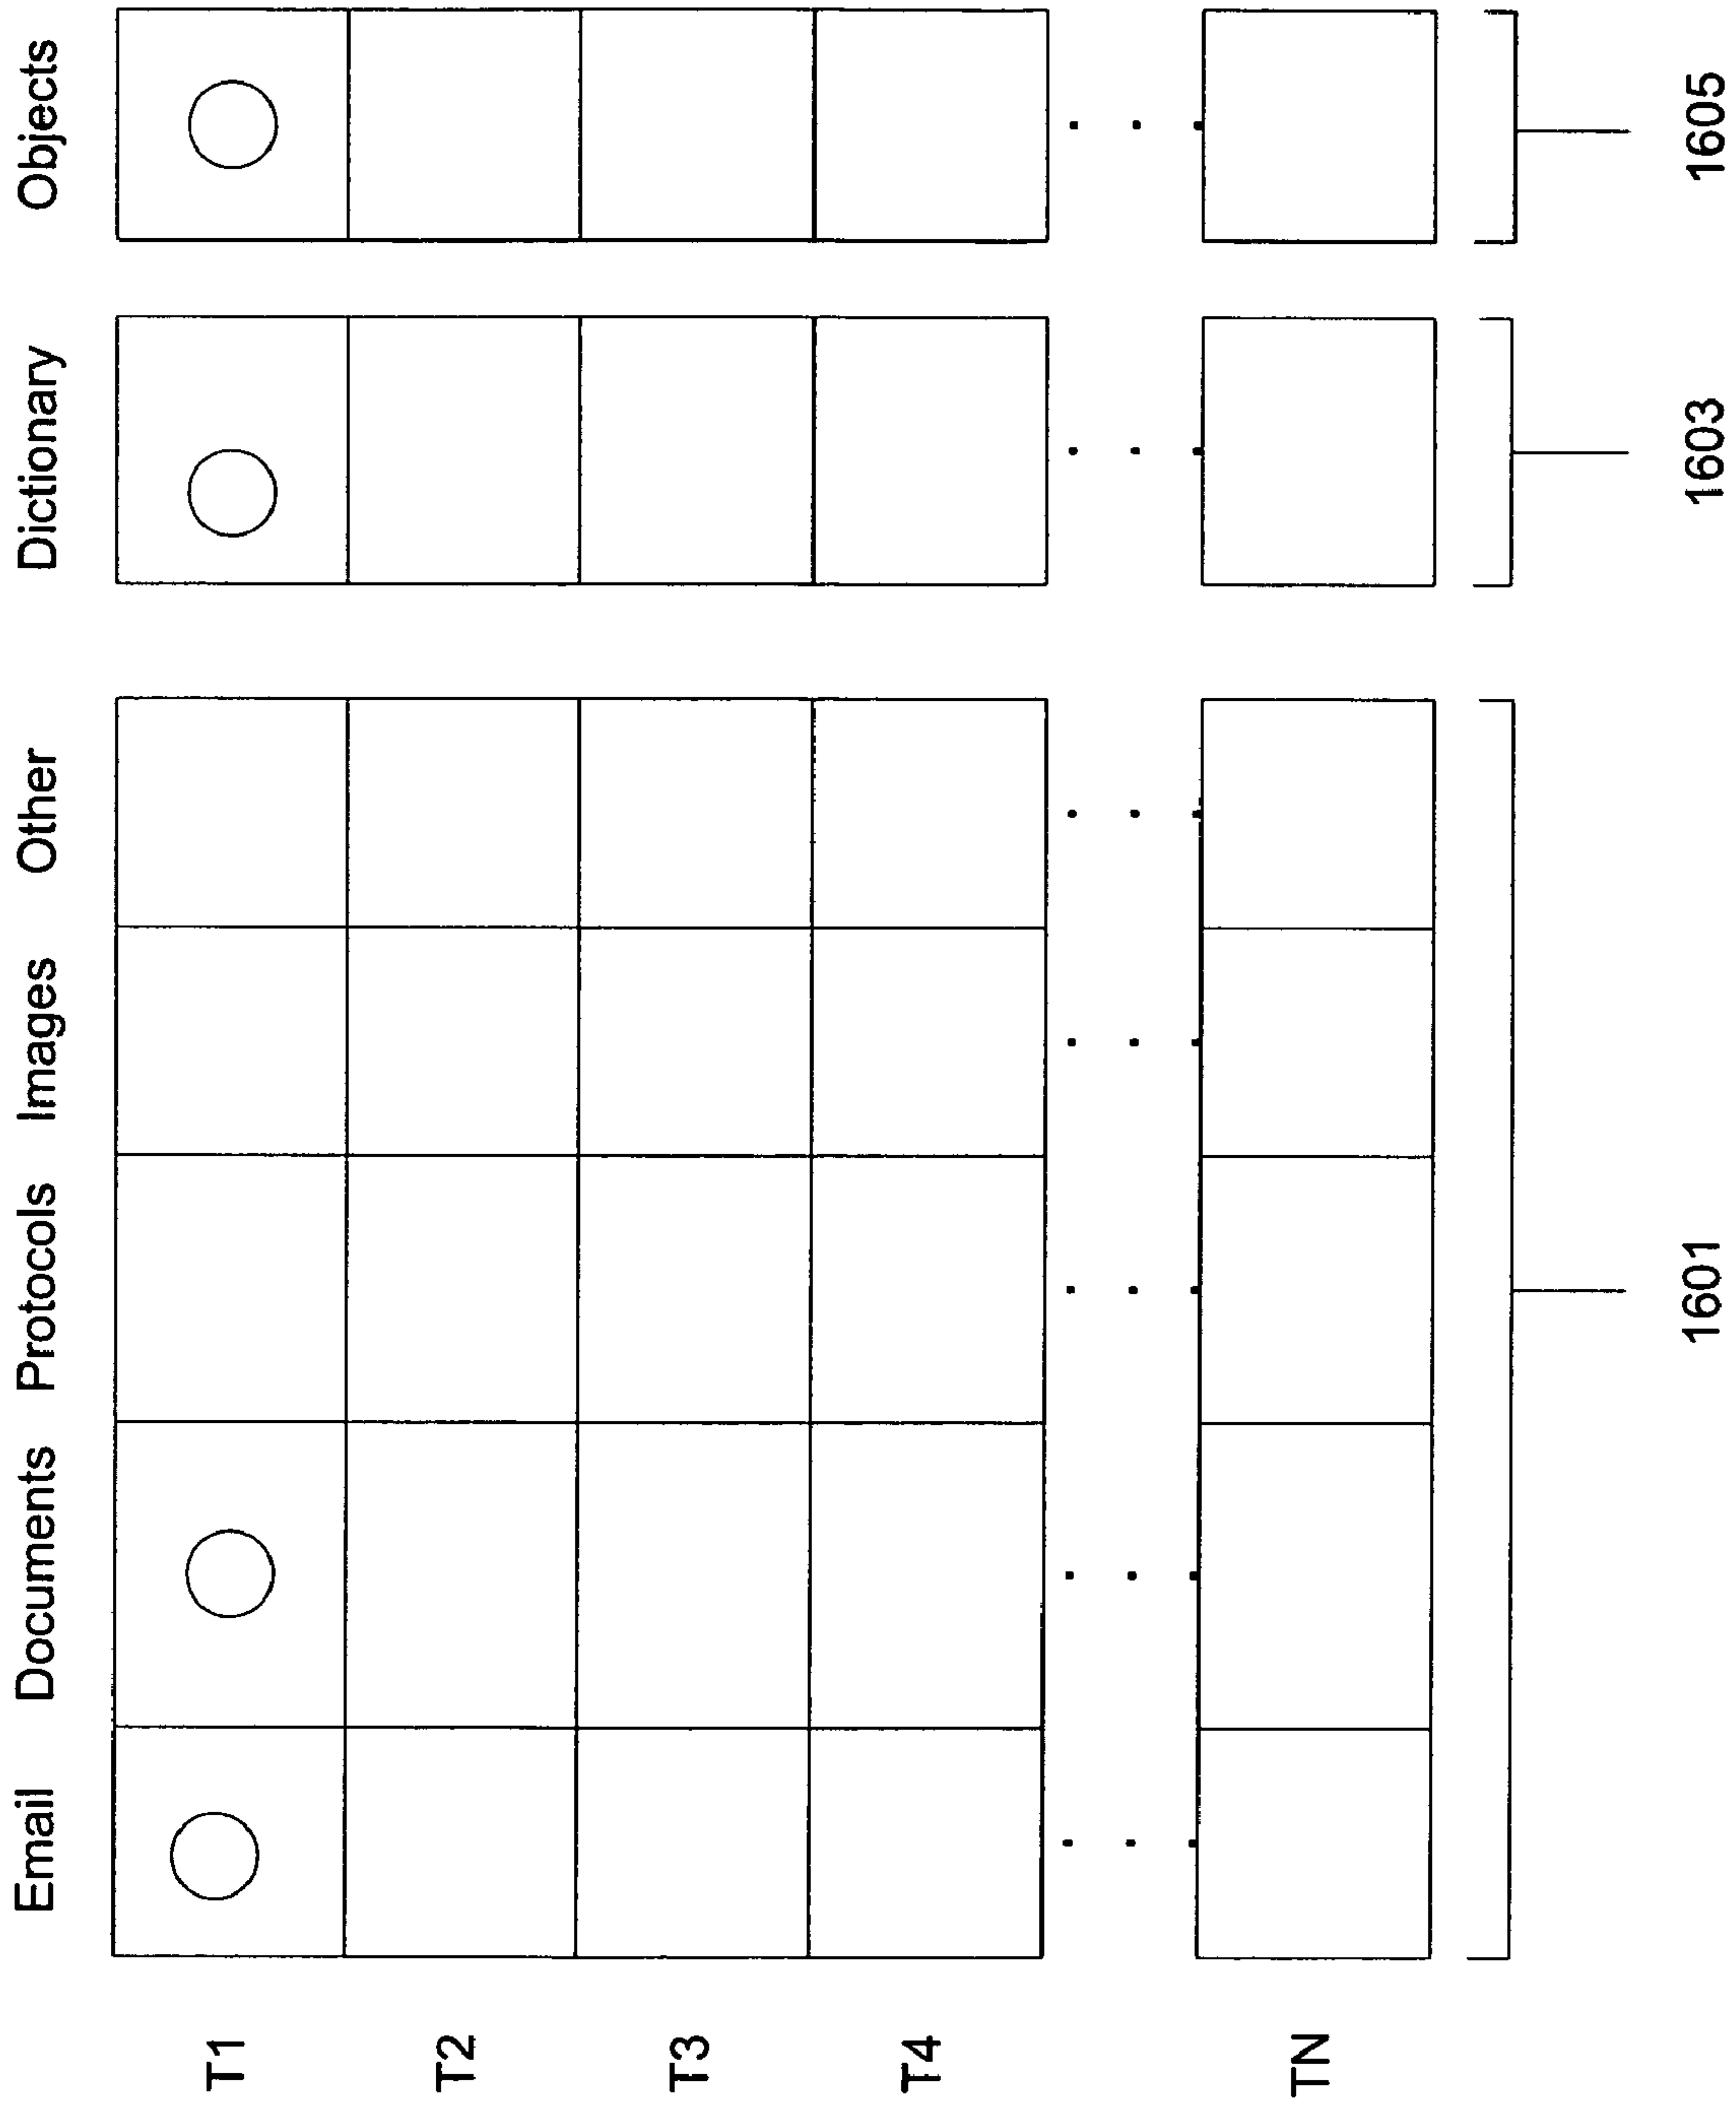 Email Documents Protocols Images Other Dictionary Objects
T1
T2
T3
T4
TN
1601 1603 1605